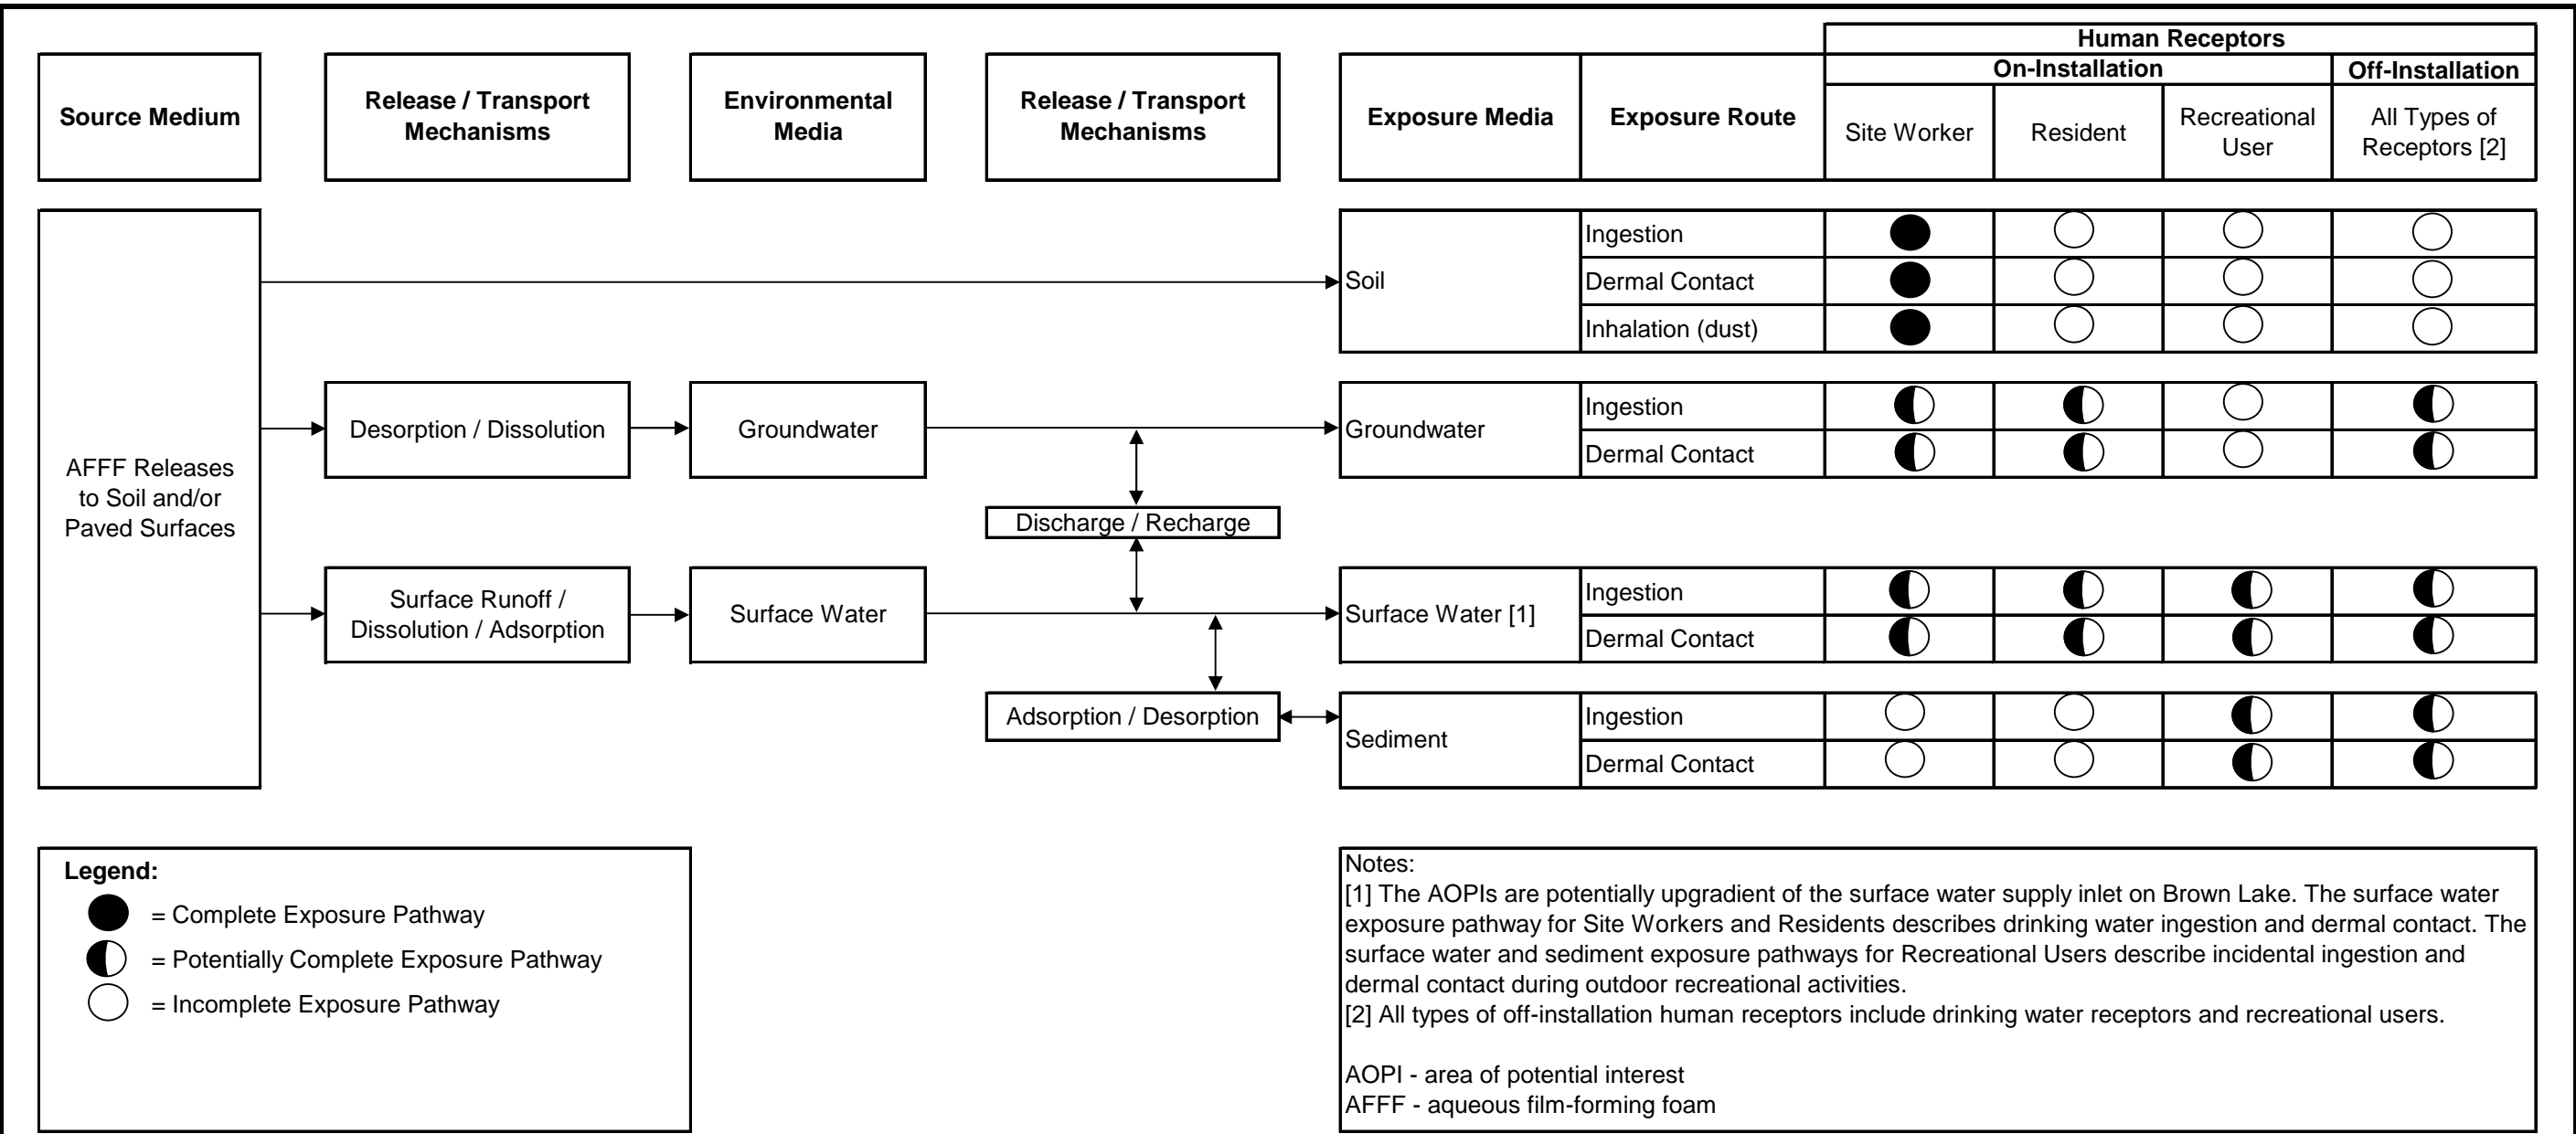 Human Receptors
On-Installation
Off-Installation
Source Medium
Release / Transport
Mechanisms
Environmental
Media
Release / Transport
Mechanisms
Exposure Media
Exposure Route
Site Worker
Resident
Recreational
User
All Types of
Receptors [2]
AFFF Releases
to Soil and/or
Paved Surfaces
Soil
Ingestion
Dermal Contact
Inhalation (dust)
Desorption / Dissolution
Groundwater
Groundwater
Ingestion
Dermal Contact
Discharge / Recharge
Surface Runoff /
Dissolution / Adsorption
Surface Water
Surface Water [1]
Ingestion
Dermal Contact
Adsorption / Desorption
Sediment
Ingestion
Dermal Contact
Legend:
= Complete Exposure Pathway
= Potentially Complete Exposure Pathway
= Incomplete Exposure Pathway
Notes:
[1] The AOPIs are potentially upgradient of the surface water supply inlet on Brown Lake. The surface water
exposure pathway for Site Workers and Residents describes drinking water ingestion and dermal contact. The
surface water and sediment exposure pathways for Recreational Users describe incidental ingestion and
dermal contact during outdoor recreational activities.
[2] All types of off-installation human receptors include drinking water receptors and recreational users.
AOPI - area of potential interest
AFFF - aqueous film-forming foam